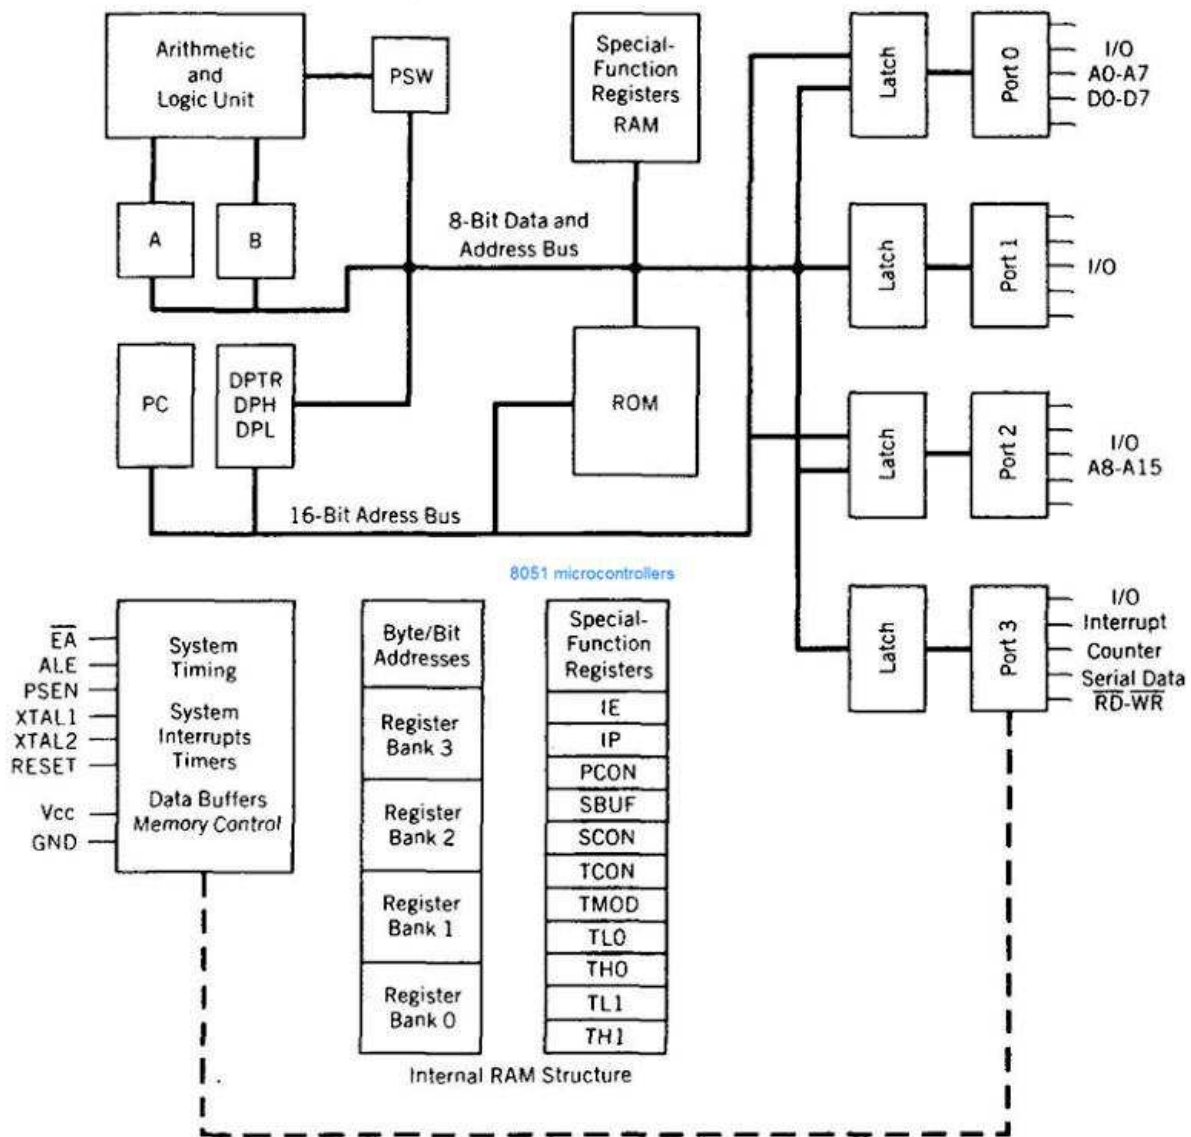 Arithmetic
and
Logic Unit
PSW
Special-
Function
Registers
RAM
Latch
Port 0
I/O
A0-A7
D0-D7
A
B
8-Bit Data and
Address Bus
Latch
Port 1
I/O
PC
DPTR
DPH
DPL
ROM
Latch
Port 2
I/O
A8-A15
16-Bit Adress Bus
8051 microcontrollers
Latch
Port 3
I/O
Interrupt
Counter
Serial Data
R̅D̅-W̅R̅
E̅A̅
ALE
PSEN
XTAL1
XTAL2
RESET
Vcc
GND
System
Timing
System
Interrupts
Timers
Data Buffers
Memory Control
Byte/Bit
Addresses
Register
Bank 3
Register
Bank 2
Register
Bank 1
Register
Bank 0
Special-
Function
Registers
IE
IP
PCON
SBUF
SCON
TCON
TMOD
TL0
TH0
TL1
TH1
Internal RAM Structure